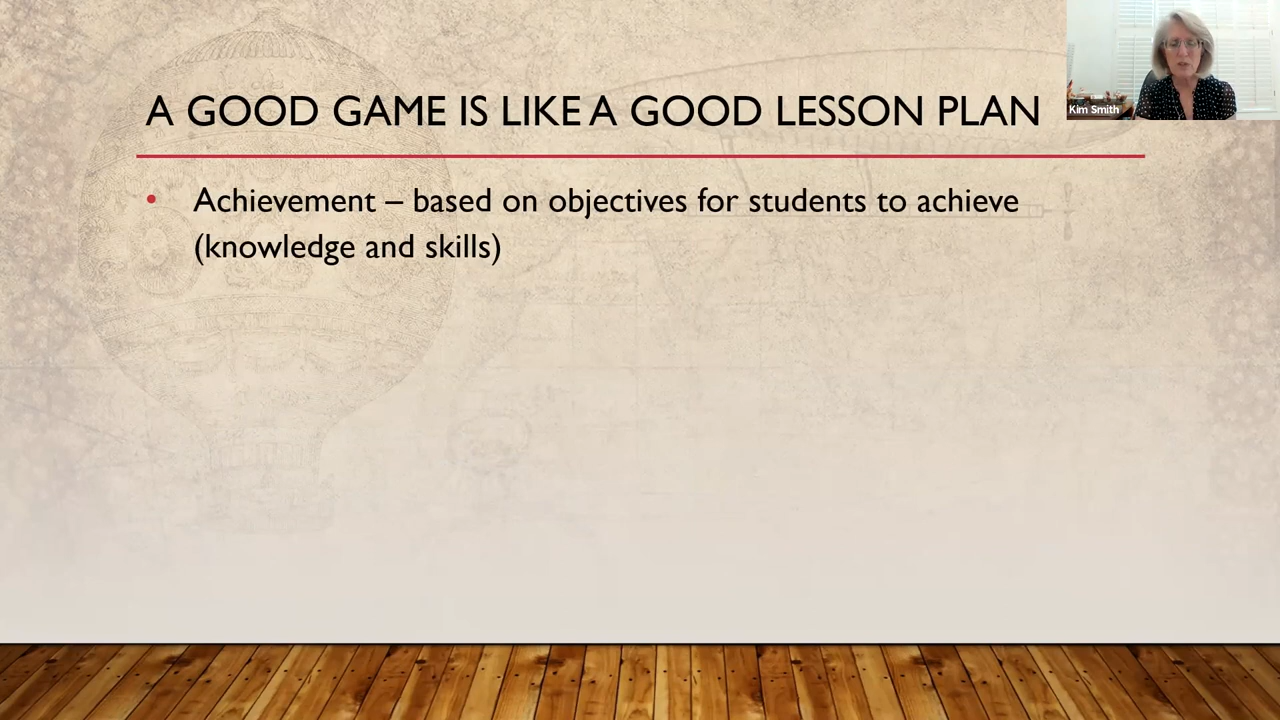 A GOOD GAME IS LIKE A GOOD LESSON PLAN
Kim Smith
• Achievement – based on objectives for students to achieve
(knowledge and skills)